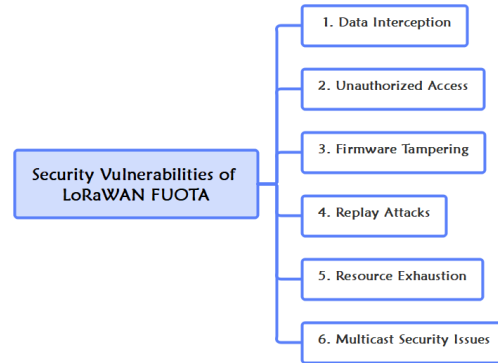 1. Data Interception
2. Unauthorized Access
3. Firmware Tampering
Security Vulnerabilities of
LoRaWAN FUOTA
4. Replay Attacks
5. Resource Exhaustion
6. Multicast Security Issues